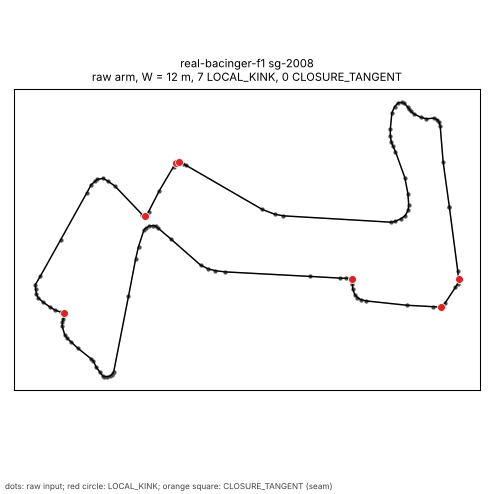 real-bacinger-f1 sg-2008
raw arm, W = 12 m, 7 LOCAL_KINK, 0 CLOSURE_TANGENT
dots: raw input; red circle: LOCAL_KINK; orange square: CLOSURE_TANGENT (seam)